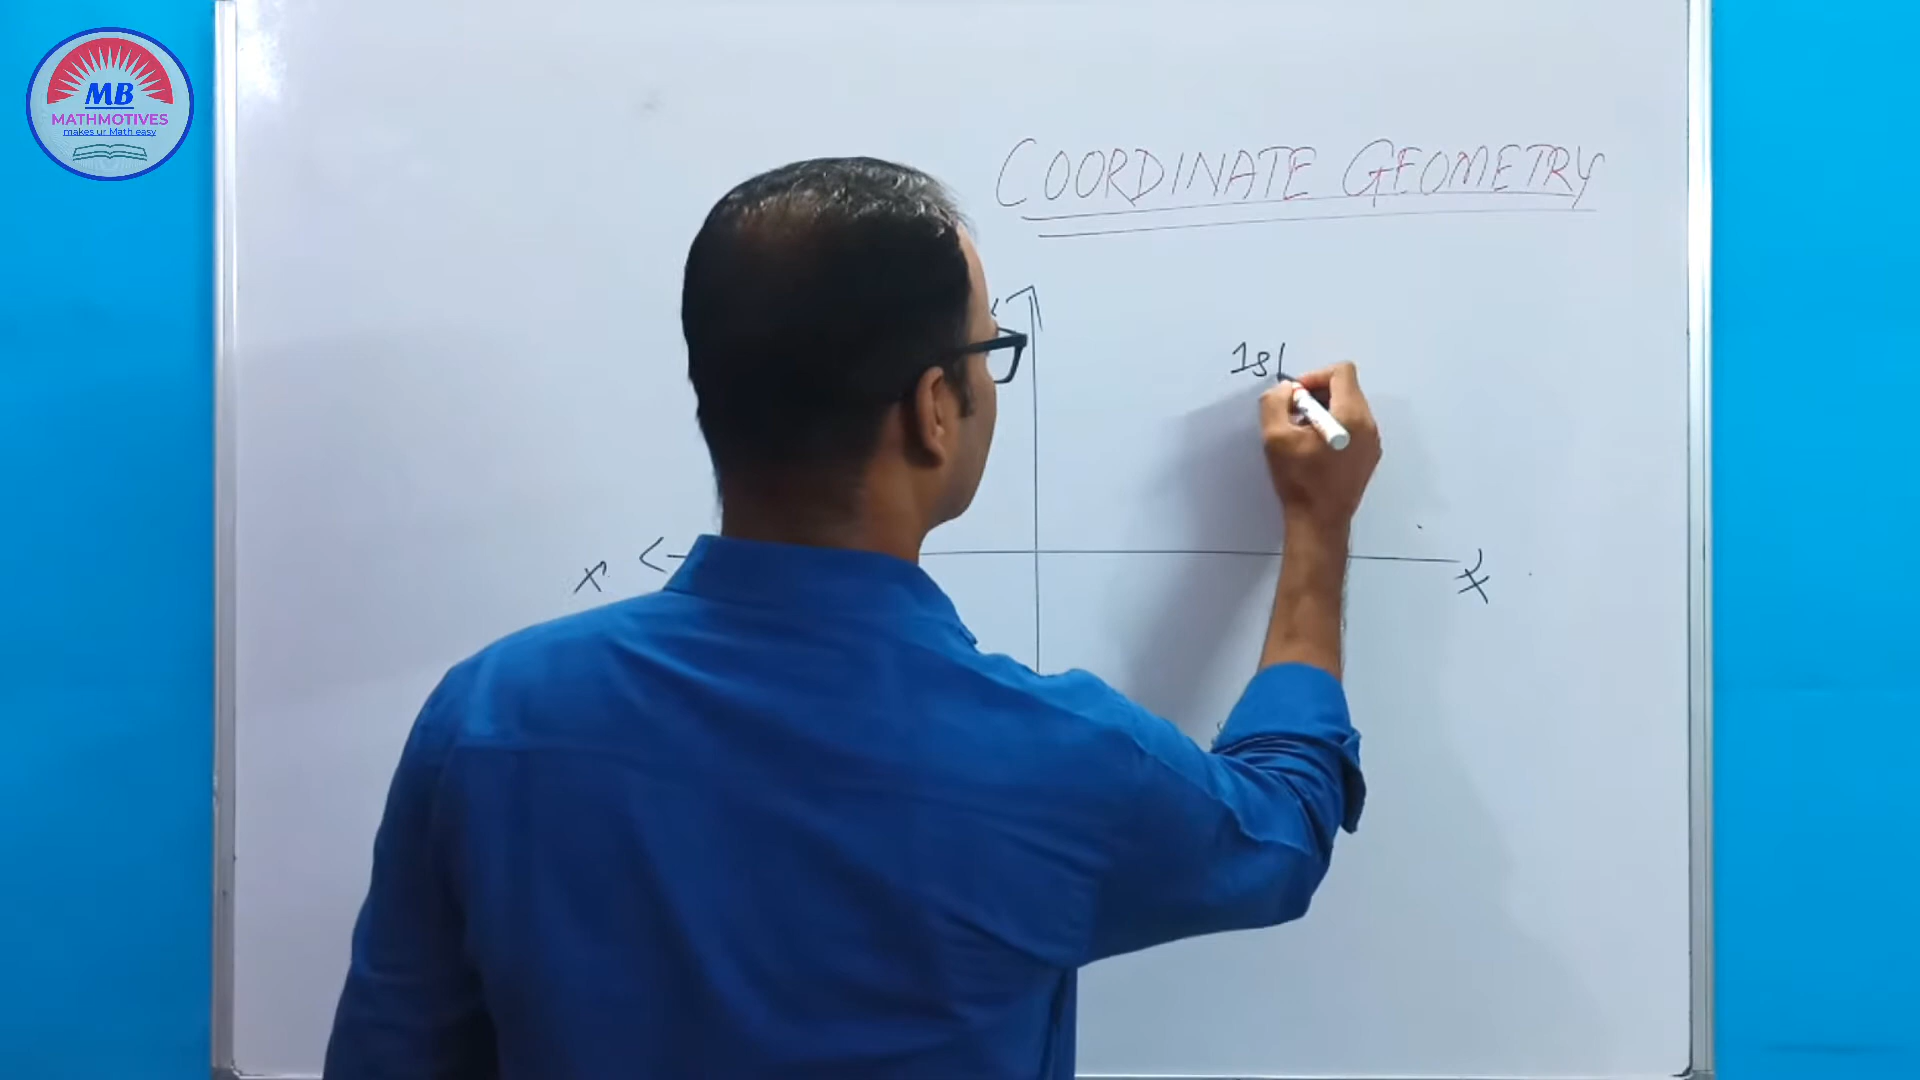 MB
MATHMOTIVES
makes ur Math easy
COORDINATE GEOMETRY
1st
X' X